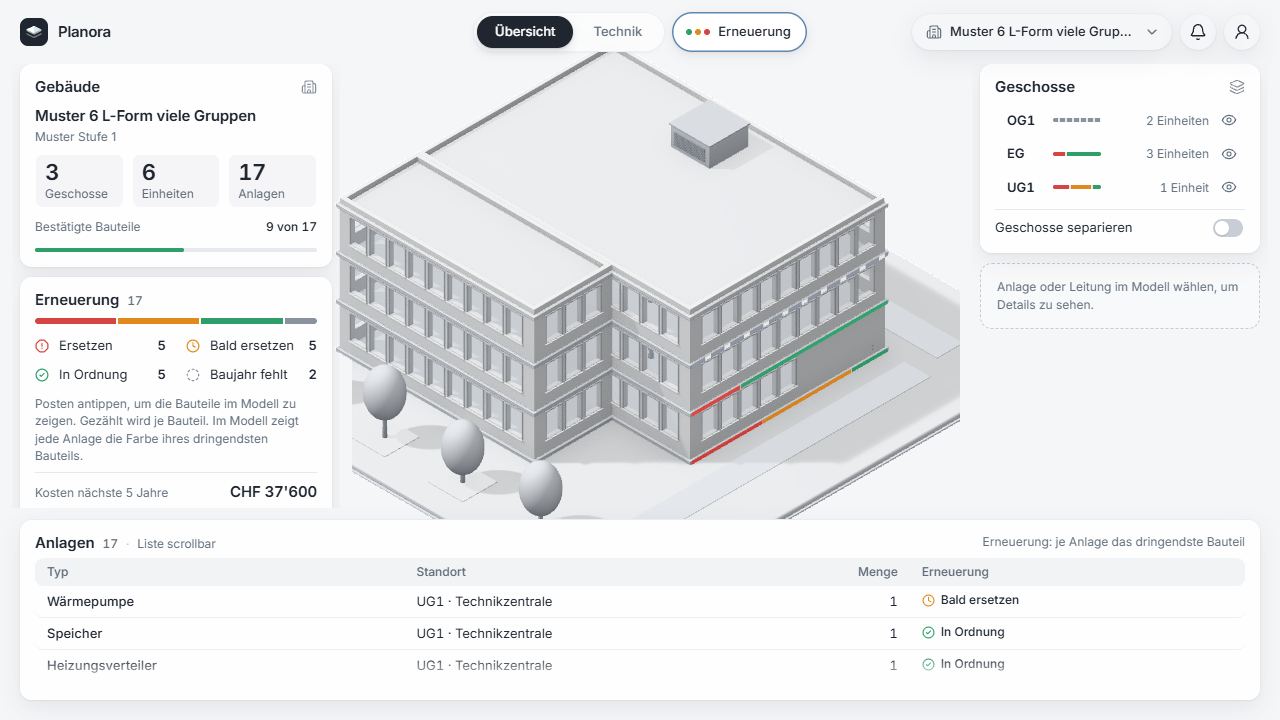 Planora
Übersicht
Technik
Erneuerung
Muster 6 L-Form viele Grup...
Gebäude
Muster 6 L-Form viele Gruppen
Muster Stufe 1
3
Geschosse
6
Einheiten
17
Anlagen
Bestätigte Bauteile
9 von 17
Erneuerung 17
Ersetzen 5
Bald ersetzen 5
In Ordnung 5
Baujahr fehlt 2
Posten antippen, um die Bauteile im Modell zu
zeigen. Gezählt wird je Bauteil. Im Modell zeigt
jede Anlage die Farbe ihres dringendsten
Bauteils.
Kosten nächste 5 Jahre
CHF 37'600
Geschosse
OG1 2 Einheiten
EG 3 Einheiten
UG1 1 Einheit
Geschosse separieren
Anlage oder Leitung im Modell wählen, um
Details zu sehen.
Anlagen 17 · Liste scrollbar
Erneuerung: je Anlage das dringendste Bauteil
Typ Standort Menge Erneuerung
Wärmepumpe UG1 · Technikzentrale 1 Bald ersetzen
Speicher UG1 · Technikzentrale 1 In Ordnung
Heizungsverteiler UG1 · Technikzentrale 1 In Ordnung